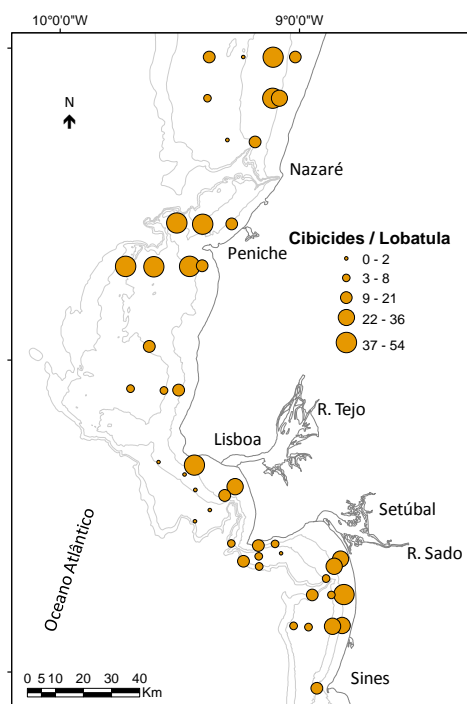 10°0'0"W
9°0'0"W
N
Nazaré
Cibicides / Lobatula
0 - 2
3 - 8
9 - 21
22 - 36
37 - 54
Peniche
Lisboa
R. Tejo
Setúbal
R. Sado
Oceano Atlântico
Sines
0 5 10 20 30 40
Km